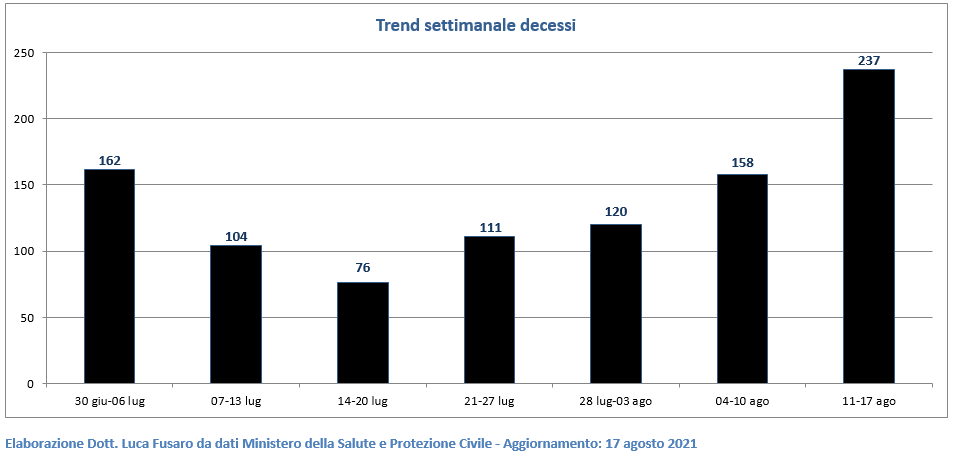 Trend settimanale decessi
250
200
150
100
50
0
162
104
76
111
120
158
237
30 giu-06 lug
07-13 lug
14-20 lug
21-27 lug
28 lug-03 ago
04-10 ago
11-17 ago
Elaborazione Dott. Luca Fusaro da dati Ministero della Salute e Protezione Civile - Aggiornamento: 17 agosto 2021